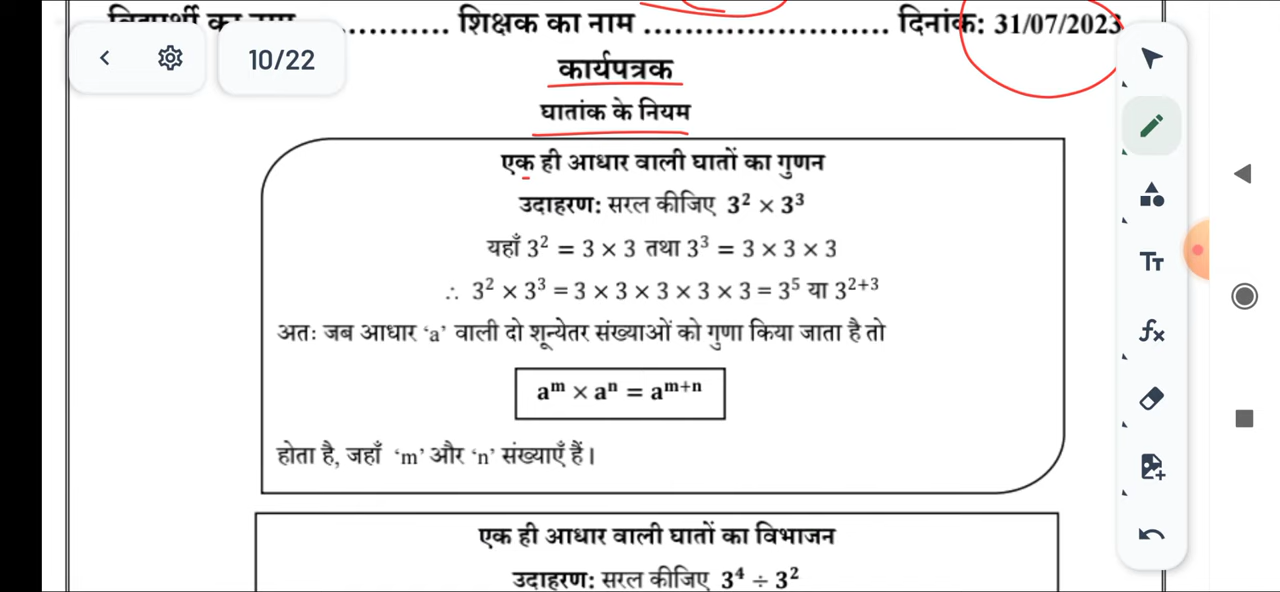 विद्यार्थी का नाम ............ शिक्षक का नाम ........................ दिनांक: 31/07/2023
10/22
कार्यपत्रक
घातांक के नियम
एक ही आधार वाली घातों का गुणन
उदाहरण: सरल कीजिए 3² × 3³
यहाँ 3² = 3 × 3 तथा 3³ = 3 × 3 × 3
∴ 3² × 3³ = 3 × 3 × 3 × 3 × 3 = 3⁵ या 3²⁺³
अतः जब आधार ‘a’ वाली दो शून्येतर संख्याओं को गुणा किया जाता है तो
aᵐ × aⁿ = aᵐ⁺ⁿ
होता है, जहाँ ‘m’ और ‘n’ संख्याएँ हैं।
एक ही आधार वाली घातों का विभाजन
उदाहरण: सरल कीजिए 3⁴ ÷ 3²
Tт
fx